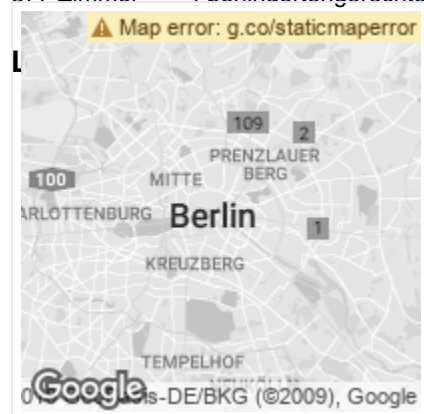 Map error: g.co/staticmaperror
L
109
2
PRENZLAUER
BERG
100
MITTE
ARLOTTENBURG
Berlin
1
KREUZBERG
TEMPELHOF
Google
-DE/BKG (©2009), Google